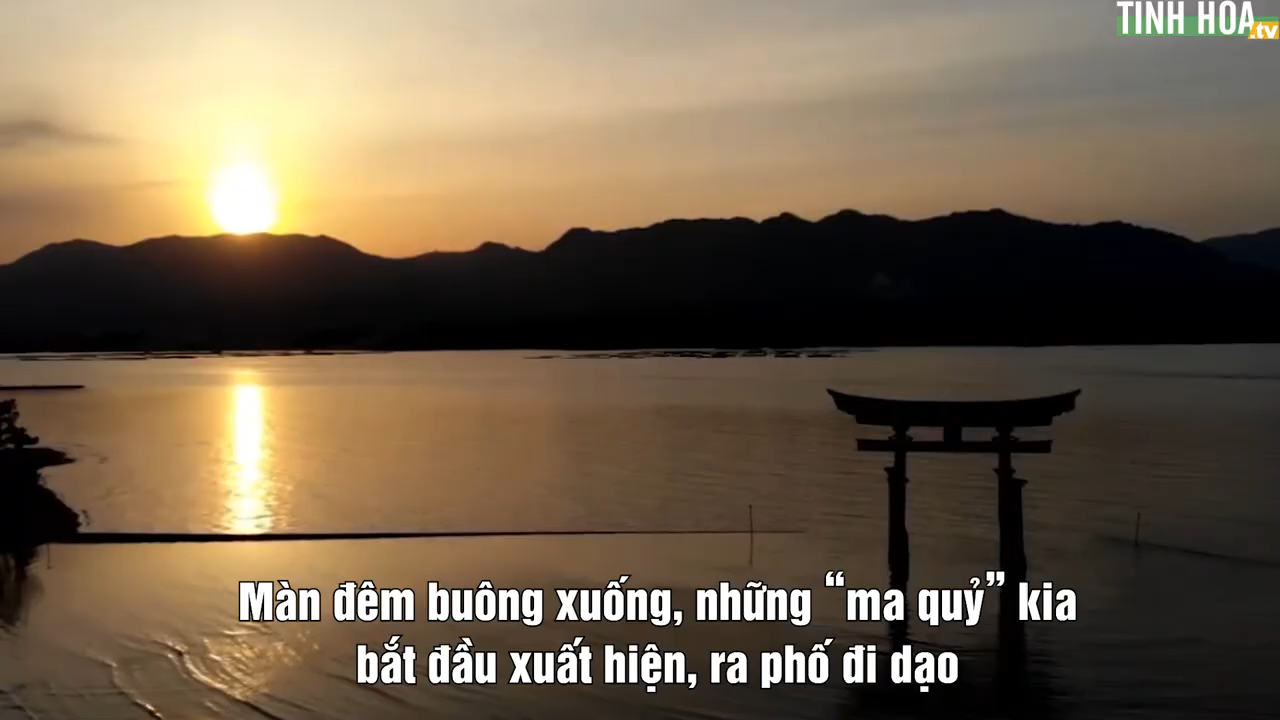 TINH HOA
.tv
Màn đêm buông xuống, những “ma quỷ” kia
bắt đầu xuất hiện, ra phố đi dạo